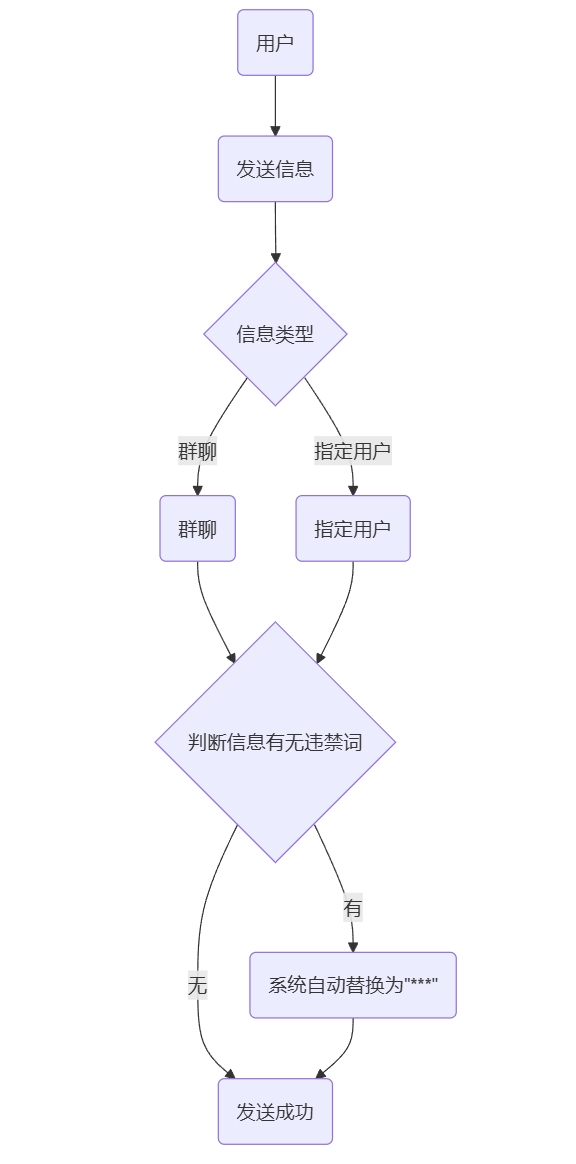 用户
发送信息
信息类型
群聊
指定用户
群聊
指定用户
判断信息有无违禁词
有
无
系统自动替换为"***"
发送成功